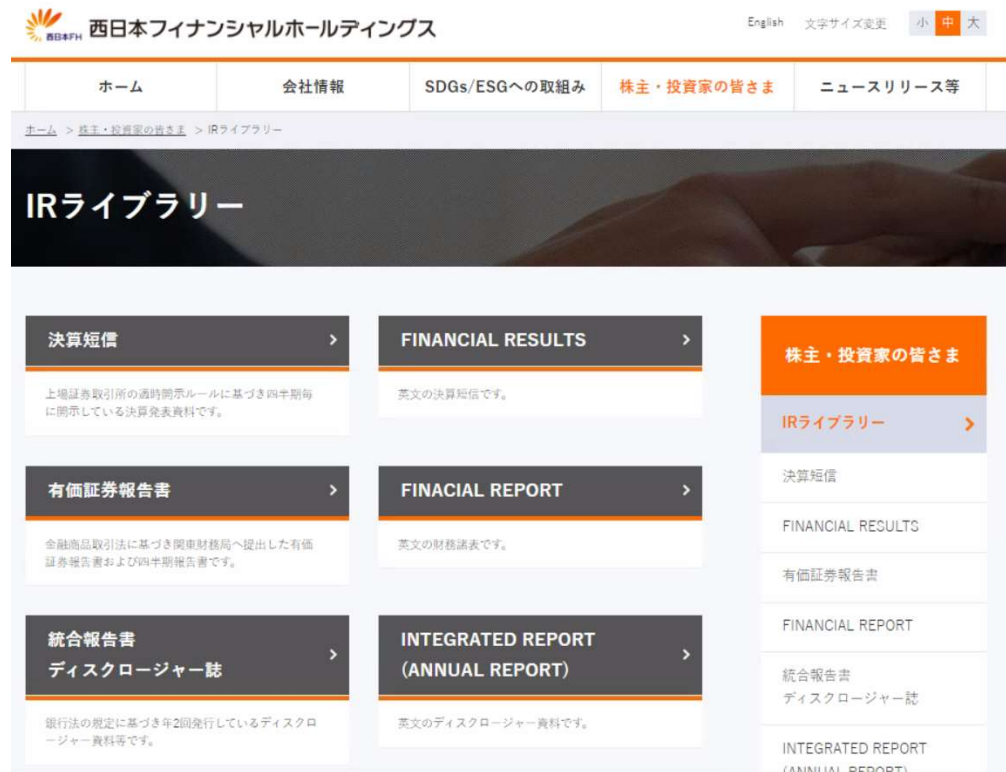 西日本FH 西日本フィナンシャルホールディングス
English 文字サイズ変更 小 中 大
ホーム 会社情報 SDGs/ESGへの取組み 株主・投資家の皆さま ニュースリリース等
ホーム > 株主・投資家の皆さま > IRライブラリー
IRライブラリー
決算短信
上場証券取引所の適時開示ルールに基づき四半期毎
に開示している決算発表資料です。
FINANCIAL RESULTS
英文の決算短信です。
有価証券報告書
金融商品取引法に基づき関東財務局へ提出した有価
証券報告書および四半期報告書です。
FINACIAL REPORT
英文の財務諸表です。
統合報告書
ディスクロージャー誌
銀行法の規定に基づき年2回発行しているディスクロ
ージャー資料等です。
INTEGRATED REPORT
(ANNUAL REPORT)
英文のディスクロージャー資料です。
株主・投資家の皆さま
IRライブラリー
決算短信
FINANCIAL RESULTS
有価証券報告書
FINANCIAL REPORT
統合報告書
ディスクロージャー誌
INTEGRATED REPORT
(ANNUAL REPORT)